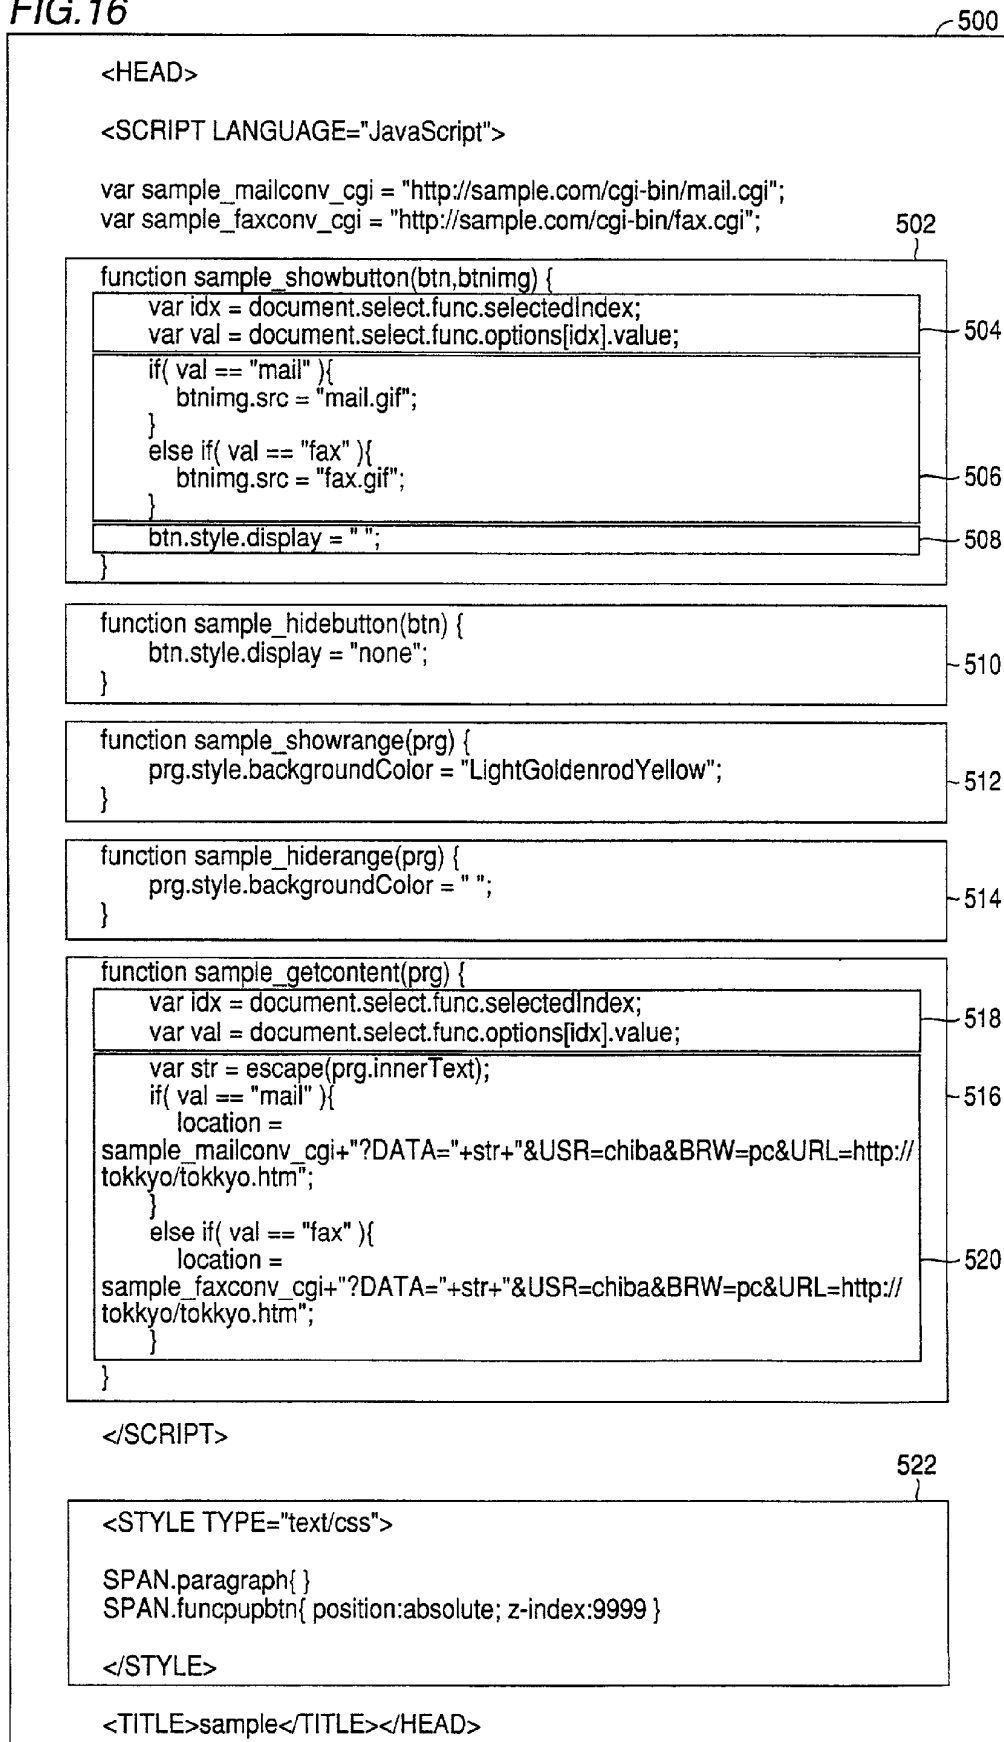 FIG.16
500
<HEAD>
<SCRIPT LANGUAGE="JavaScript">
var sample_mailconv_cgi = "http://sample.com/cgi-bin/mail.cgi";
var sample_faxconv_cgi = "http://sample.com/cgi-bin/fax.cgi";
502
function sample_showbutton(btn,btnimg) {
var idx = document.select.func.selectedIndex;
var val = document.select.func.options[idx].value;
504
if( val == "mail" ){
btnimg.src = "mail.gif";
}
else if( val == "fax" ){
btnimg.src = "fax.gif";
506
}
btn.style.display = " ";
508
}
function sample_hidebutton(btn) {
btn.style.display = "none";
510
}
function sample_showrange(prg) {
prg.style.backgroundColor = "LightGoldenrodYellow";
512
}
function sample_hiderange(prg) {
prg.style.backgroundColor = " ";
514
}
function sample_getcontent(prg) {
var idx = document.select.func.selectedIndex;
518
var val = document.select.func.options[idx].value;
var str = escape(prg.innerText);
if( val == "mail" ){
516
location =
sample_mailconv_cgi+"?DATA="+str+"&USR=chiba&BRW=pc&URL=http://
tokkyo/tokkyo.htm";
}
else if( val == "fax" ){
location =
520
sample_faxconv_cgi+"?DATA="+str+"&USR=chiba&BRW=pc&URL=http://
tokkyo/tokkyo.htm";
}
}
</SCRIPT>
522
<STYLE TYPE="text/css">
SPAN.paragraph{ }
SPAN.funcpupbtn{ position:absolute; z-index:9999 }
</STYLE>
<TITLE>sample</TITLE></HEAD>